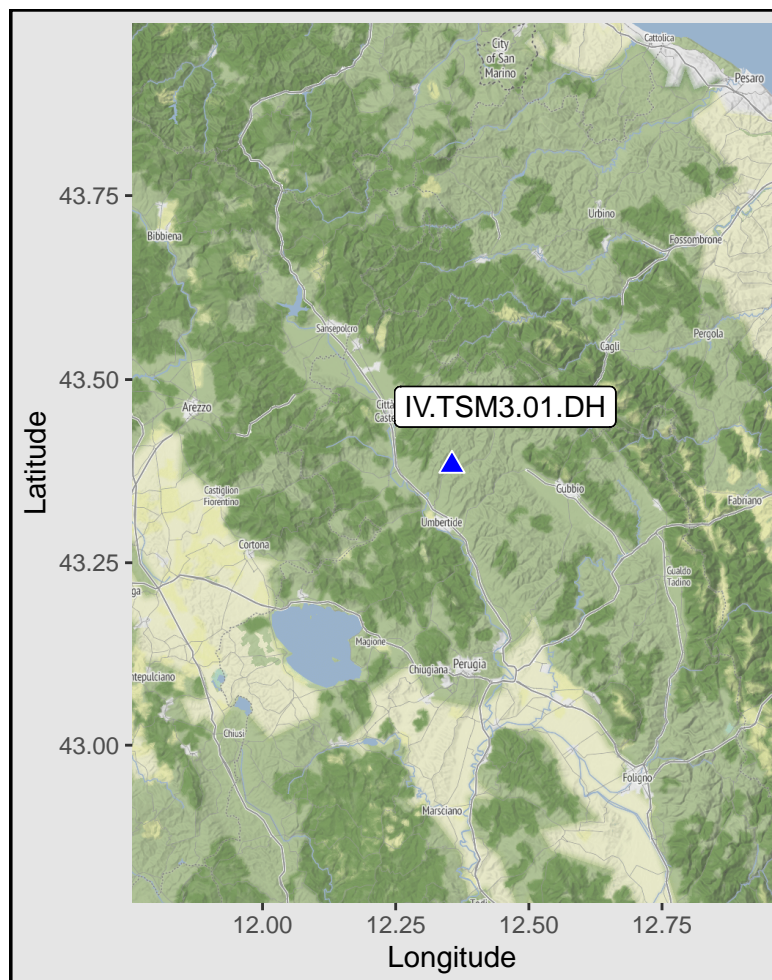 Cattolica
City
of San
Marino
Pesaro
43.75
Urbino
Bibbiena
Fossombrone
Sansepolcro
Pergola
Cagli
43.50
Arezzo
Città
IV.TSM3.01.DH
Latitude
Castiglion
Fiorentino
Gubbio
Fabriano
Umbertide
Cortona
43.25
Gualdo
Tadino
Magione
Chiugiana
Perugia
ntepulciano
43.00
Chiusi
Foligno
Marsciano
12.00
12.25
12.50
12.75
Longitude